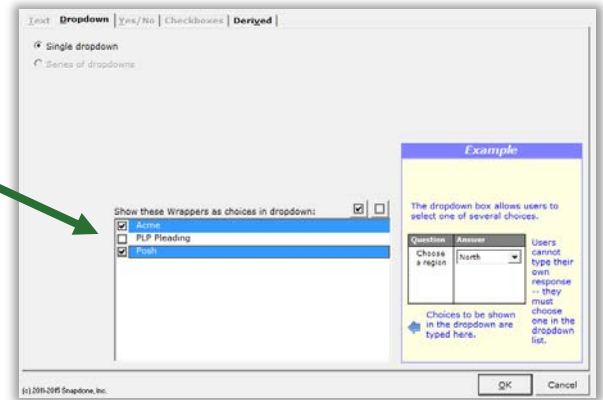 Text Dropdown Yes/No Checkboxes Derived
Single dropdown
Series of dropdowns
Show these Wrappers as choices in dropdown:
Acme
PLP Pleading
Posh
Example
The dropdown box allows users to
select one of several choices.
Question Answer
Choose
a region
North
Users
cannot
type their
own
response
-- they
must
choose
one in the
dropdown
list.
Choices to be shown
in the dropdown are
typed here.
(c) 2011-2015 Snapdone, Inc.
OK Cancel